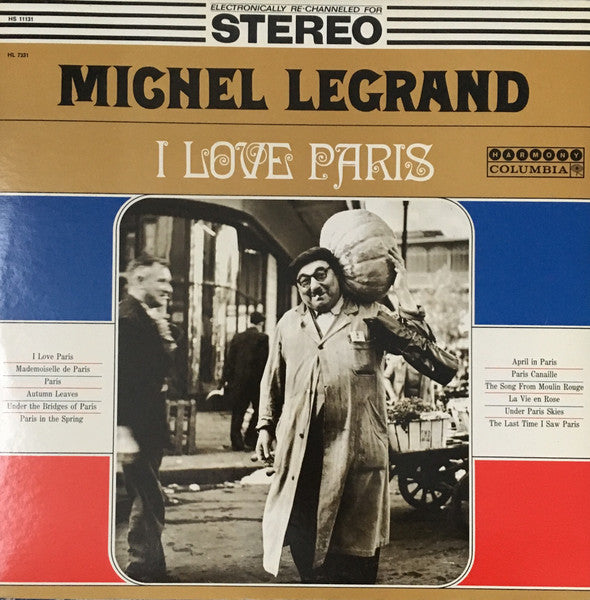 HS 11131
ELECTRONICALLY RE-CHANNELED FOR
STEREO
HL 7331
MICHEL LEGRAND
I LOVE PARIS
HARMONY
COLUMBIA
I Love Paris
Mademoiselle de Paris
Paris
Autumn Leaves
Under the Bridges of Paris
Paris in the Spring
April in Paris
Paris Canaille
The Song From Moulin Rouge
La Vie en Rose
Under Paris Skies
The Last Time I Saw Paris